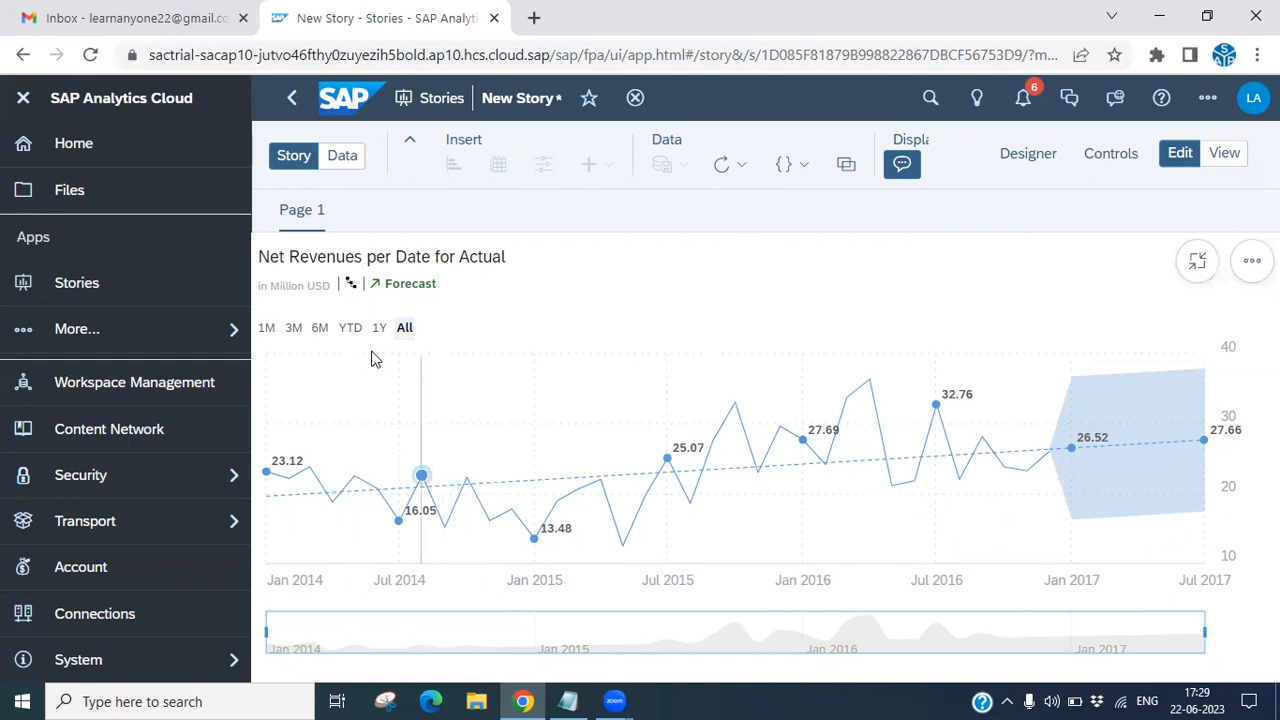 Inbox - learnanyone22@gmail.co
New Story - Stories - SAP Analyti
sactrial-sacap10-jutvo46fthy0zuyezih5bold.ap10.hcs.cloud.sap/sap/fpa/ui/app.html#/story&/s/1D085F81879B998822867DBCF56753D9/?m...
SAP Analytics Cloud
SAP
Stories
New Story*
6
LA
Home
Files
Apps
Stories
More...
Workspace Management
Content Network
Security
Transport
Account
Connections
System
Story
Data
Insert
Data
Displa
Designer
Controls
Edit
View
Page 1
Net Revenues per Date for Actual
in Million USD
Forecast
1M 3M 6M YTD 1Y All
40
30
20
10
23.12
16.05
13.48
25.07
27.69
32.76
26.52
27.66
Jan 2014
Jul 2014
Jan 2015
Jul 2015
Jan 2016
Jul 2016
Jan 2017
Jul 2017
Jan 2014
Jan 2015
Jan 2016
Jan 2017
Type here to search
zoom
ENG
17:29
22-06-2023